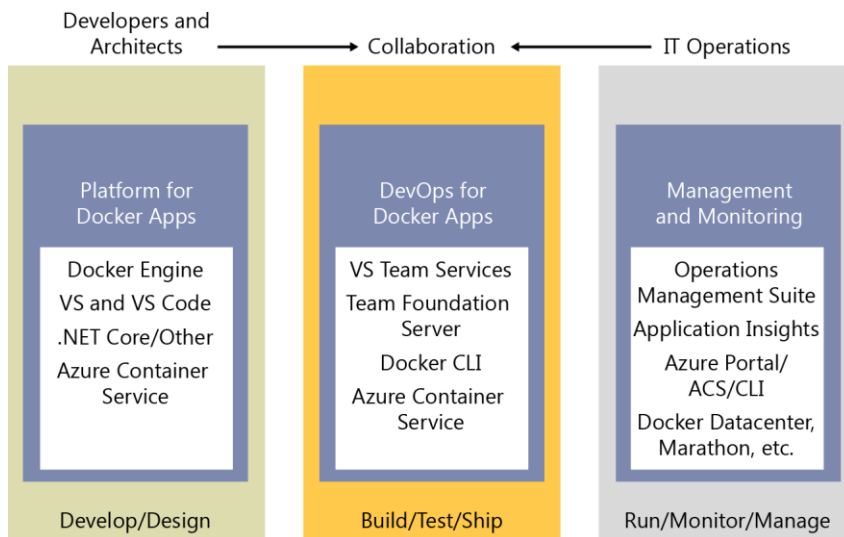 Developers and
Architects
Collaboration
IT Operations
Platform for
Docker Apps
Docker Engine
VS and VS Code
.NET Core/Other
Azure Container
Service
Develop/Design
DevOps for
Docker Apps
VS Team Services
Team Foundation
Server
Docker CLI
Azure Container
Service
Build/Test/Ship
Management
and Monitoring
Operations
Management Suite
Application Insights
Azure Portal/
ACS/CLI
Docker Datacenter,
Marathon, etc.
Run/Monitor/Manage